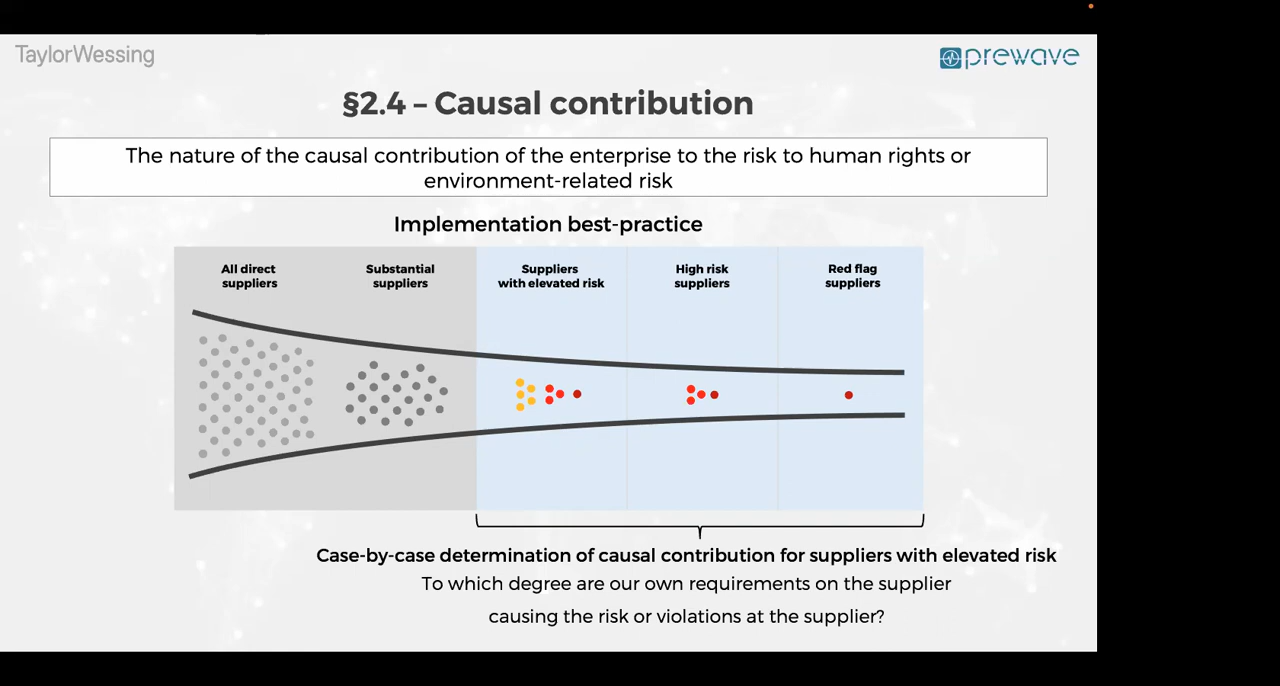 TaylorWessing
prewave
§2.4 – Causal contribution
The nature of the causal contribution of the enterprise to the risk to human rights or
environment-related risk
Implementation best-practice
All direct
suppliers
Substantial
suppliers
Suppliers
with elevated risk
High risk
suppliers
Red flag
suppliers
Case-by-case determination of causal contribution for suppliers with elevated risk
To which degree are our own requirements on the supplier
causing the risk or violations at the supplier?